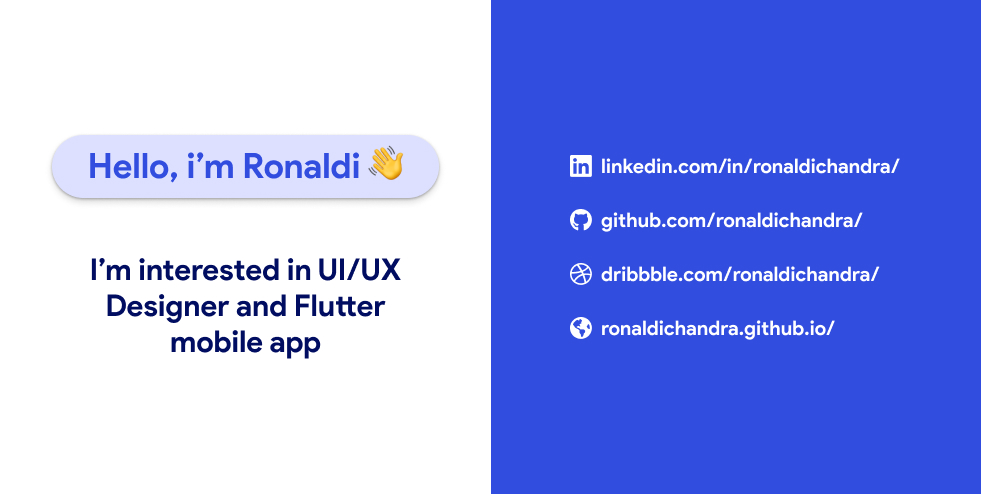 Hello, i’m Ronaldi 👋
I’m interested in UI/UX
Designer and Flutter
mobile app
linkedin.com/in/ronaldichandra/
github.com/ronaldichandra/
dribbble.com/ronaldichandra/
ronaldichandra.github.io/